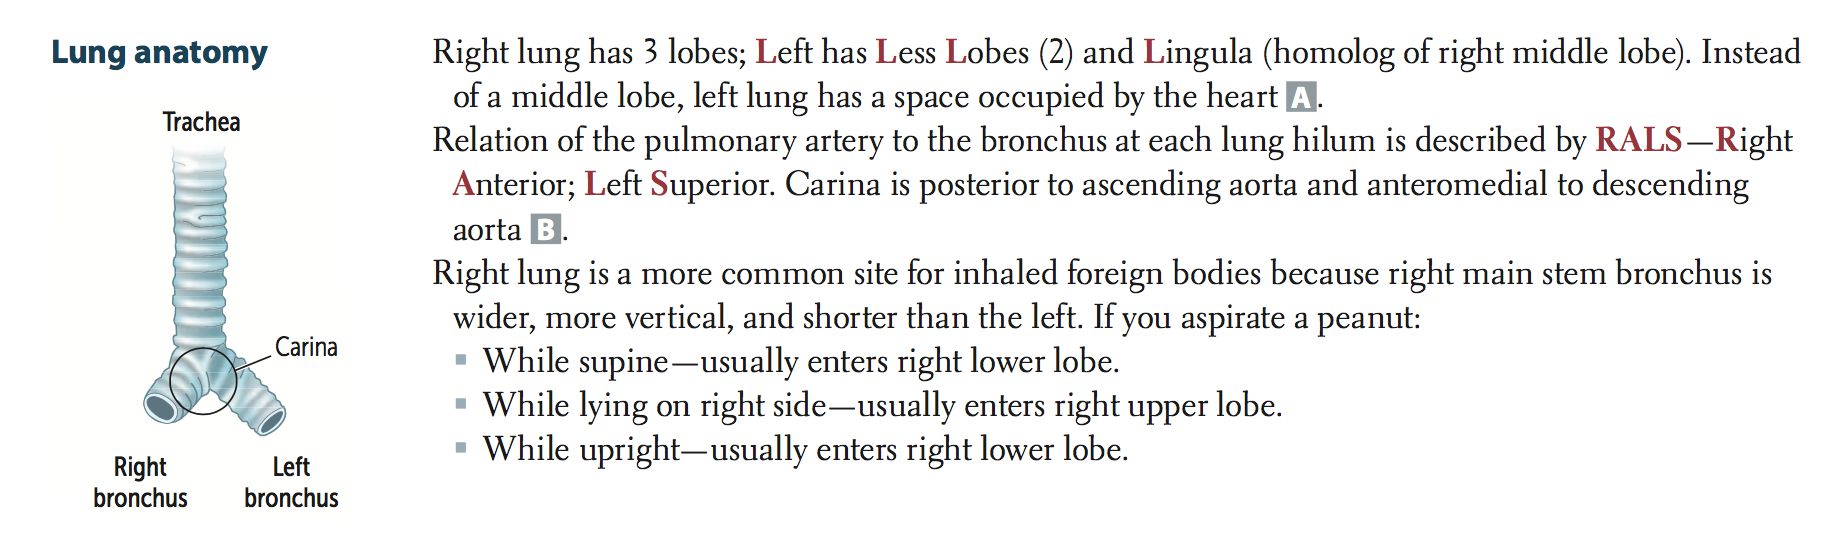 Lung anatomy
Trachea
Carina
Right bronchus
Left bronchus
Right lung has 3 lobes; Left has Less Lobes (2) and Lingula (homolog of right middle lobe). Instead
of a middle lobe, left lung has a space occupied by the heart A.
Relation of the pulmonary artery to the bronchus at each lung hilum is described by RALS—Right
Anterior; Left Superior. Carina is posterior to ascending aorta and anteromedial to descending
aorta B.
Right lung is a more common site for inhaled foreign bodies because right main stem bronchus is
wider, more vertical, and shorter than the left. If you aspirate a peanut:
▪ While supine—usually enters right lower lobe.
▪ While lying on right side—usually enters right upper lobe.
▪ While upright—usually enters right lower lobe.